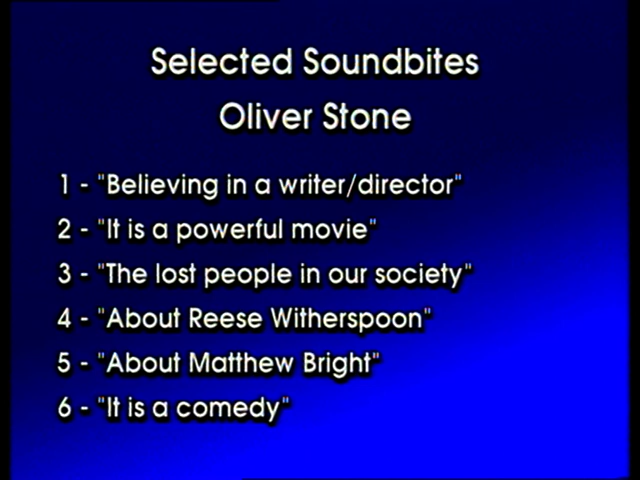 Selected Soundbites
Oliver Stone
1 - "Believing in a writer/director"
2 - "It is a powerful movie"
3 - "The lost people in our society"
4 - "About Reese Witherspoon"
5 - "About Matthew Bright"
6 - "It is a comedy"